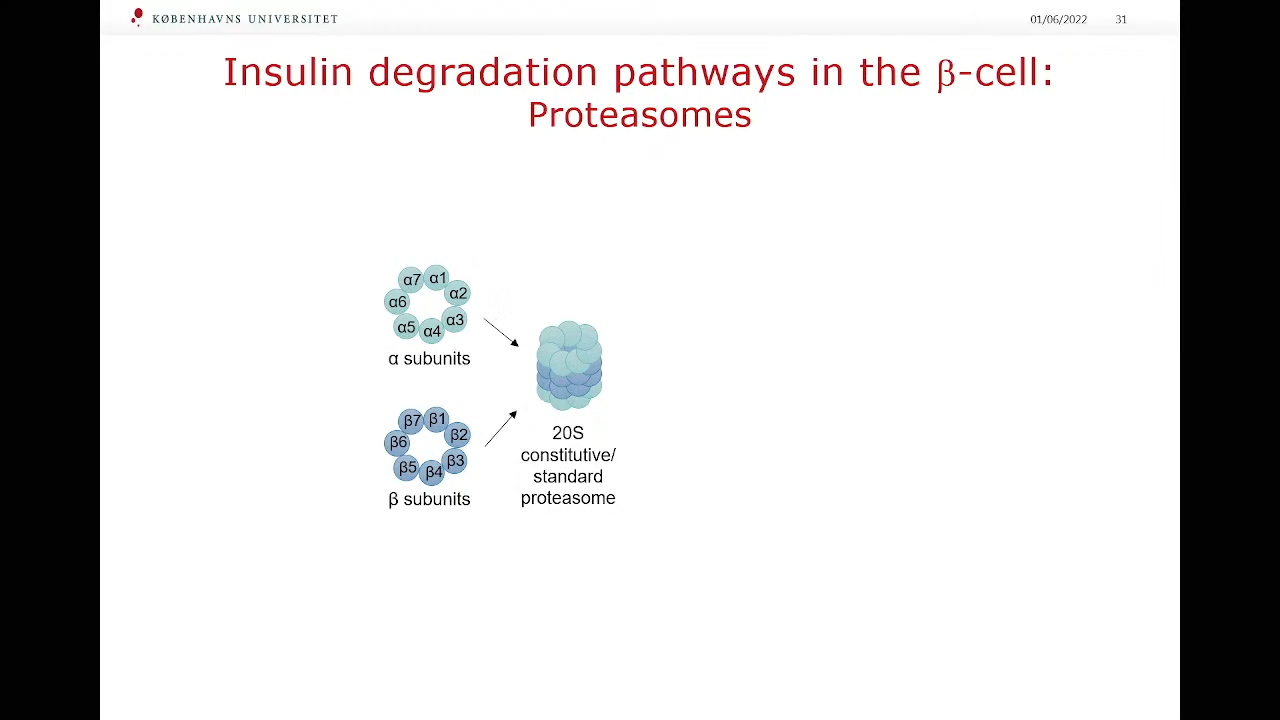 KØBENHAVNS UNIVERSITET
01/06/2022
31
Insulin degradation pathways in the β-cell:
Proteasomes
α7
α1
α6
α2
α5
α4
α3
α subunits
β7
β1
β6
β2
β5
β4
β3
β subunits
20S
constitutive/
standard
proteasome